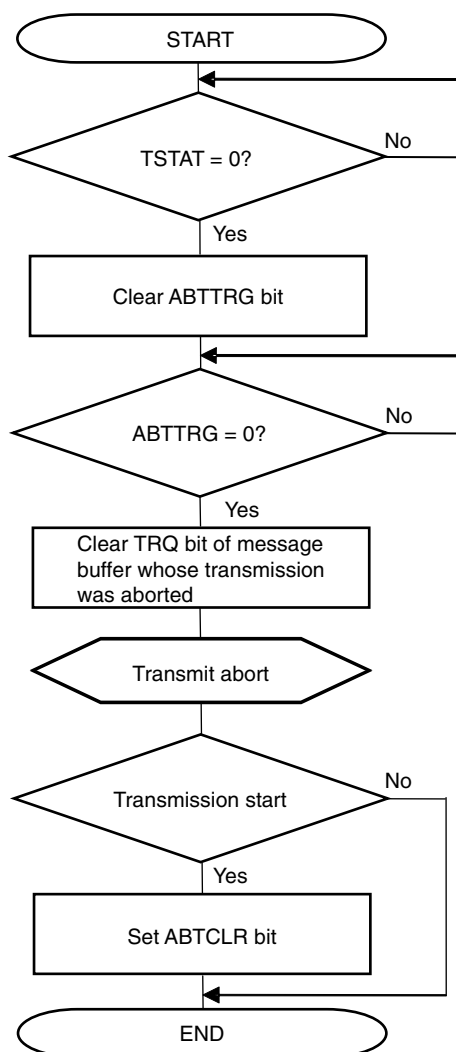 START
TSTAT = 0?
No
Yes
Clear ABTTRG bit
ABTTRG = 0?
No
Yes
Clear TRQ bit of message
buffer whose transmission
was aborted
Transmit abort
Transmission start
No
Yes
Set ABTCLR bit
END